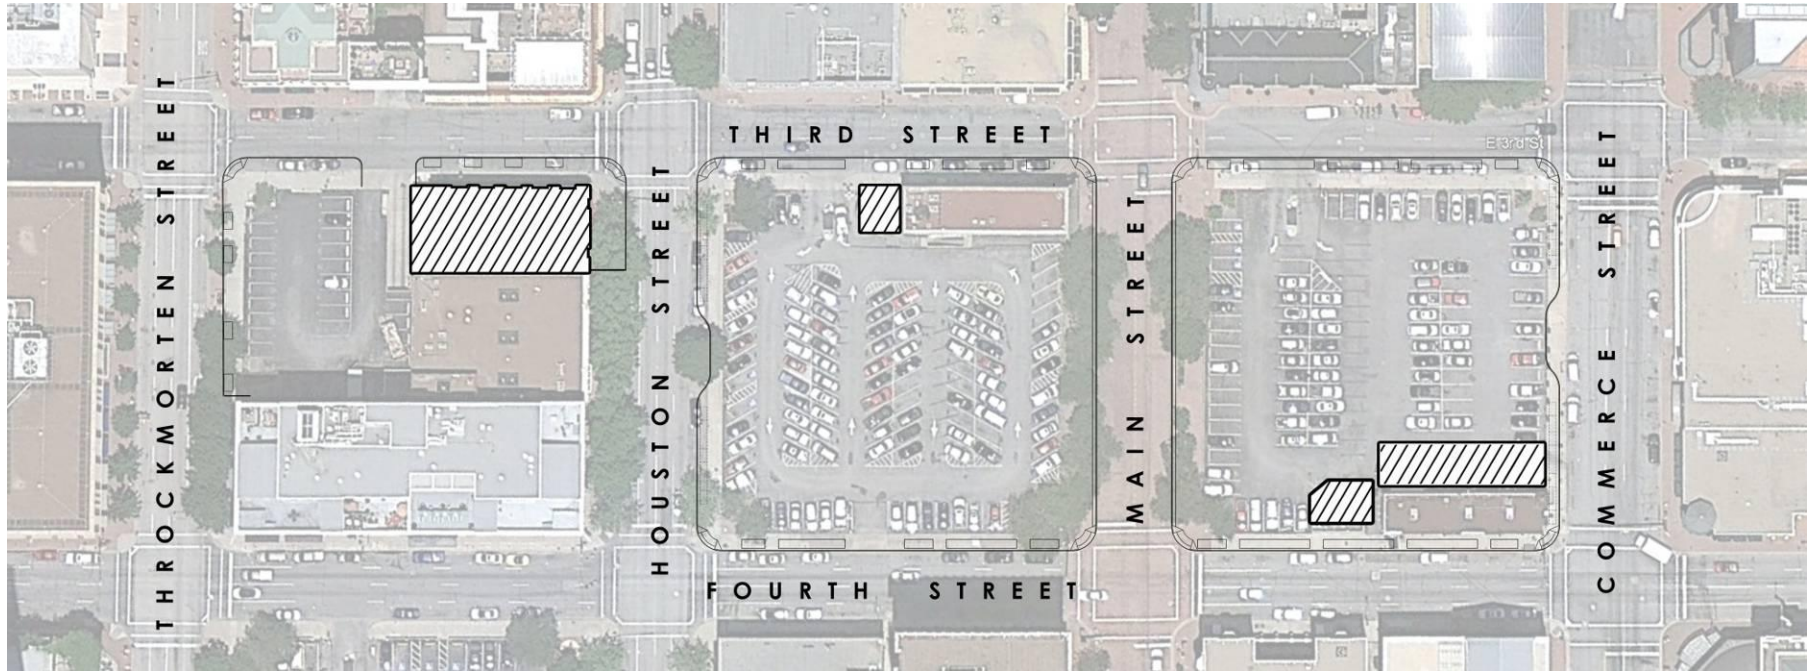 THIRD STREET
E 3rd St
THROCKMORTEN STREET
HOUSTON STREET
MAIN STREET
COMMERCE STREET
FOURTH STREET